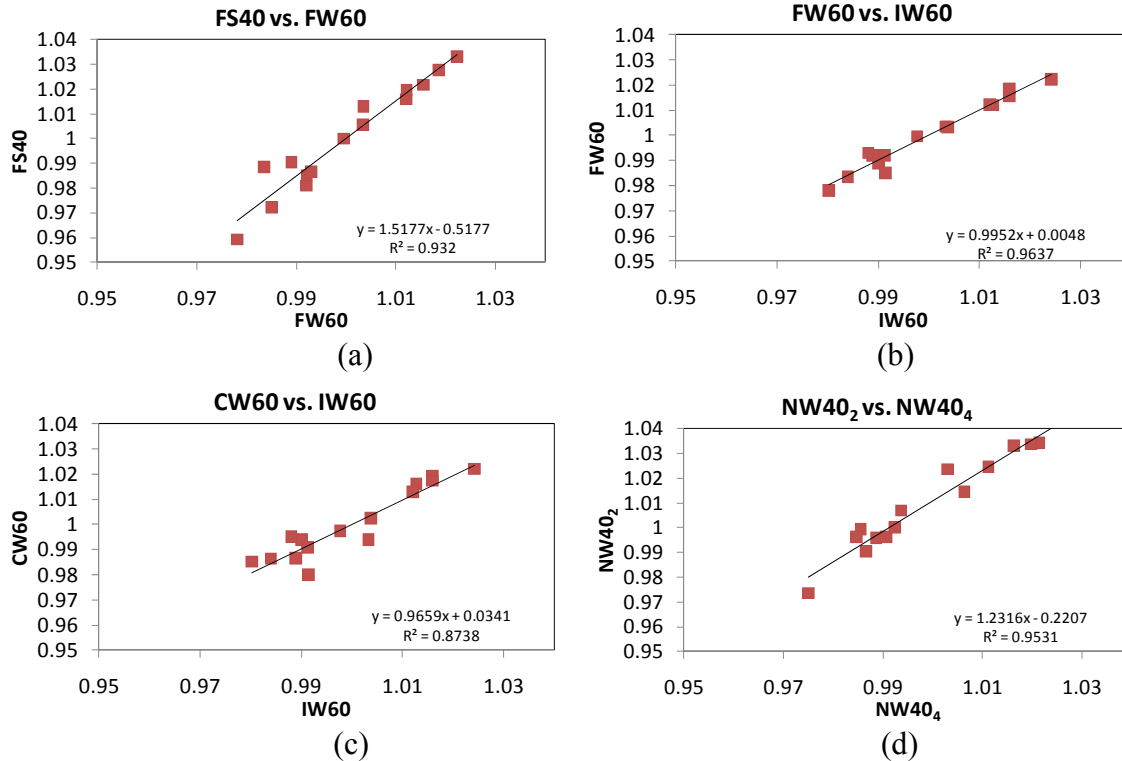 FS40 vs. FW60
1.04
1.03
1.02
1.01
1
0.99
0.98
0.97
0.96
0.95
FS40
y = 1.5177x - 0.5177
R² = 0.932
0.95 0.97 0.99 1.01 1.03
FW60
(a)
FW60 vs. IW60
1.04
1.03
1.02
1.01
1
0.99
0.98
0.97
0.96
0.95
FW60
y = 0.9952x + 0.0048
R² = 0.9637
0.95 0.97 0.99 1.01 1.03
IW60
(b)
CW60 vs. IW60
1.04
1.03
1.02
1.01
1
0.99
0.98
0.97
0.96
0.95
CW60
y = 0.9659x + 0.0341
R² = 0.8738
0.95 0.97 0.99 1.01 1.03
IW60
(c)
NW40₂ vs. NW40₄
1.04
1.03
1.02
1.01
1
0.99
0.98
0.97
0.96
0.95
NW40₂
y = 1.2316x - 0.2207
R² = 0.9531
0.95 0.97 0.99 1.01 1.03
NW40₄
(d)